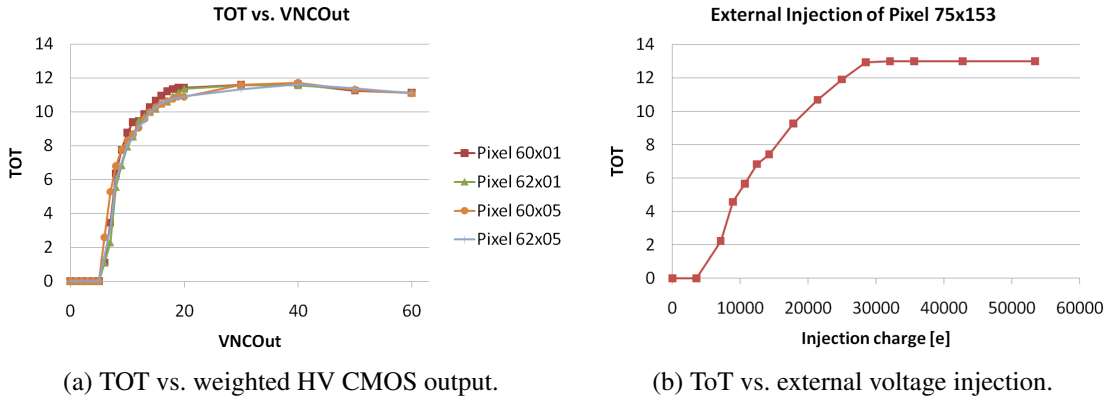 TOT vs. VNCOut
14
12
10
8
6
4
2
0
TOT
0 20 40 60
VNCOut
Pixel 60x01
Pixel 62x01
Pixel 60x05
Pixel 62x05
(a) TOT vs. weighted HV CMOS output.
External Injection of Pixel 75x153
14
12
10
8
6
4
2
0
TOT
0 10000 20000 30000 40000 50000 60000
Injection charge [e]
(b) ToT vs. external voltage injection.